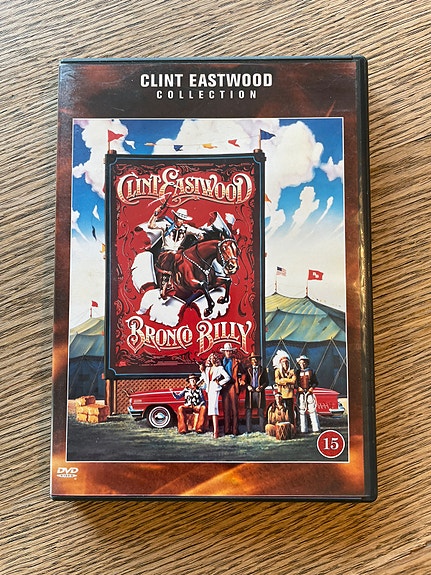 CLINT EASTWOOD
COLLECTION
CLINT EASTWOOD
BRONCO BILLY
15
DVD